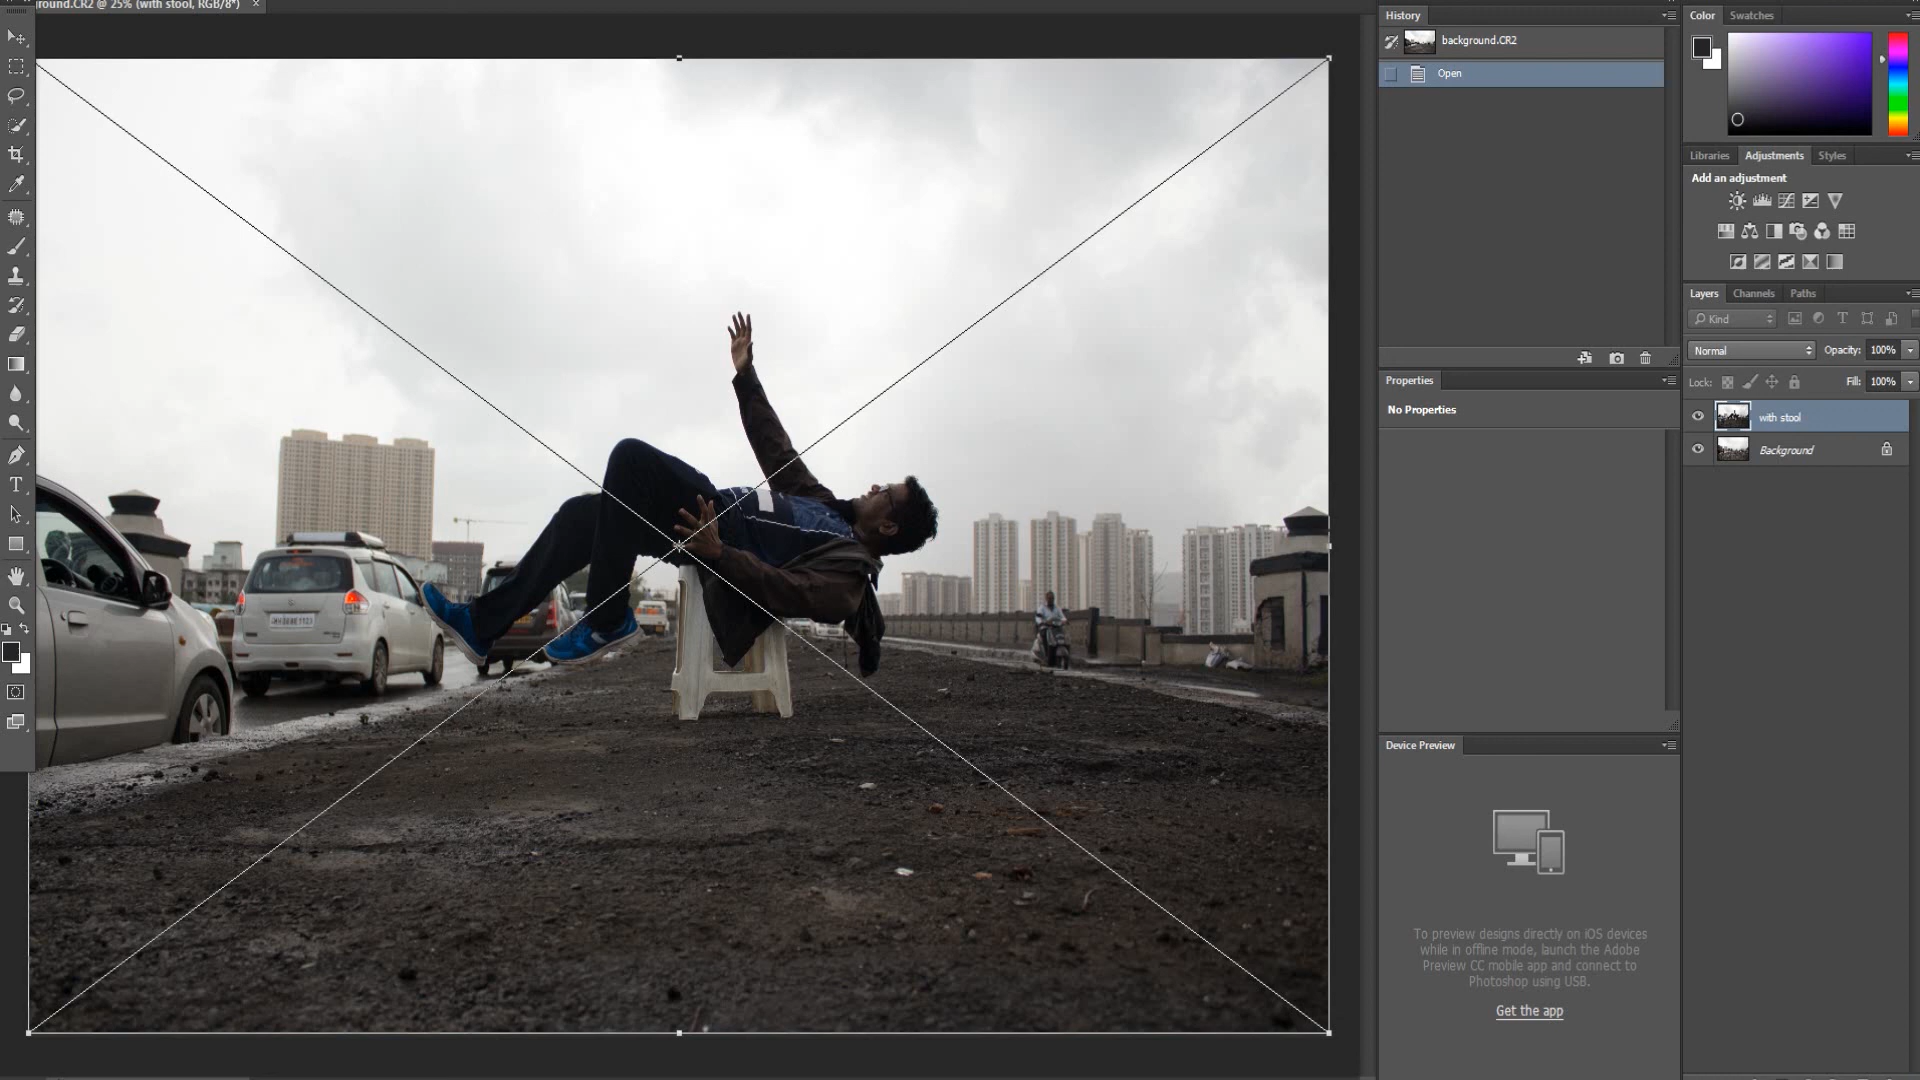 round.CR2 @ 25% (with stool, RGB/8*) ×
History
background.CR2
Open
Properties
No Properties
Device Preview
To preview designs directly on iOS devices
while in offline mode, launch the Adobe
Preview CC mobile app and connect to
Photoshop using USB.
Get the app
Color Swatches
Libraries Adjustments Styles
Add an adjustment
Layers Channels Paths
Kind
Normal Opacity: 100%
Lock: Fill: 100%
with stool
Background